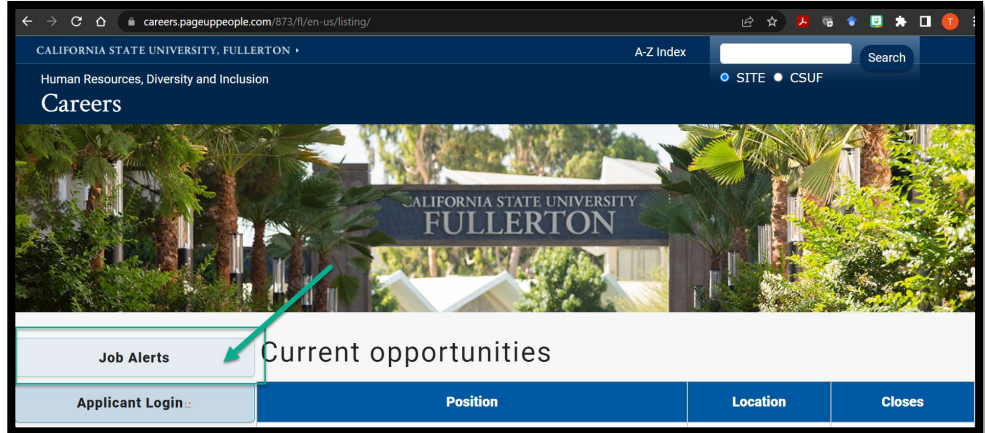 careers.pageuppeople.com/873/fl/en-us/listing/
T
CALIFORNIA STATE UNIVERSITY, FULLERTON
A-Z Index
Search
Human Resources, Diversity and Inclusion
SITE CSUF
Careers
CALIFORNIA STATE UNIVERSITY
FULLERTON
Job Alerts
Current opportunities
Applicant Login
Position Location Closes